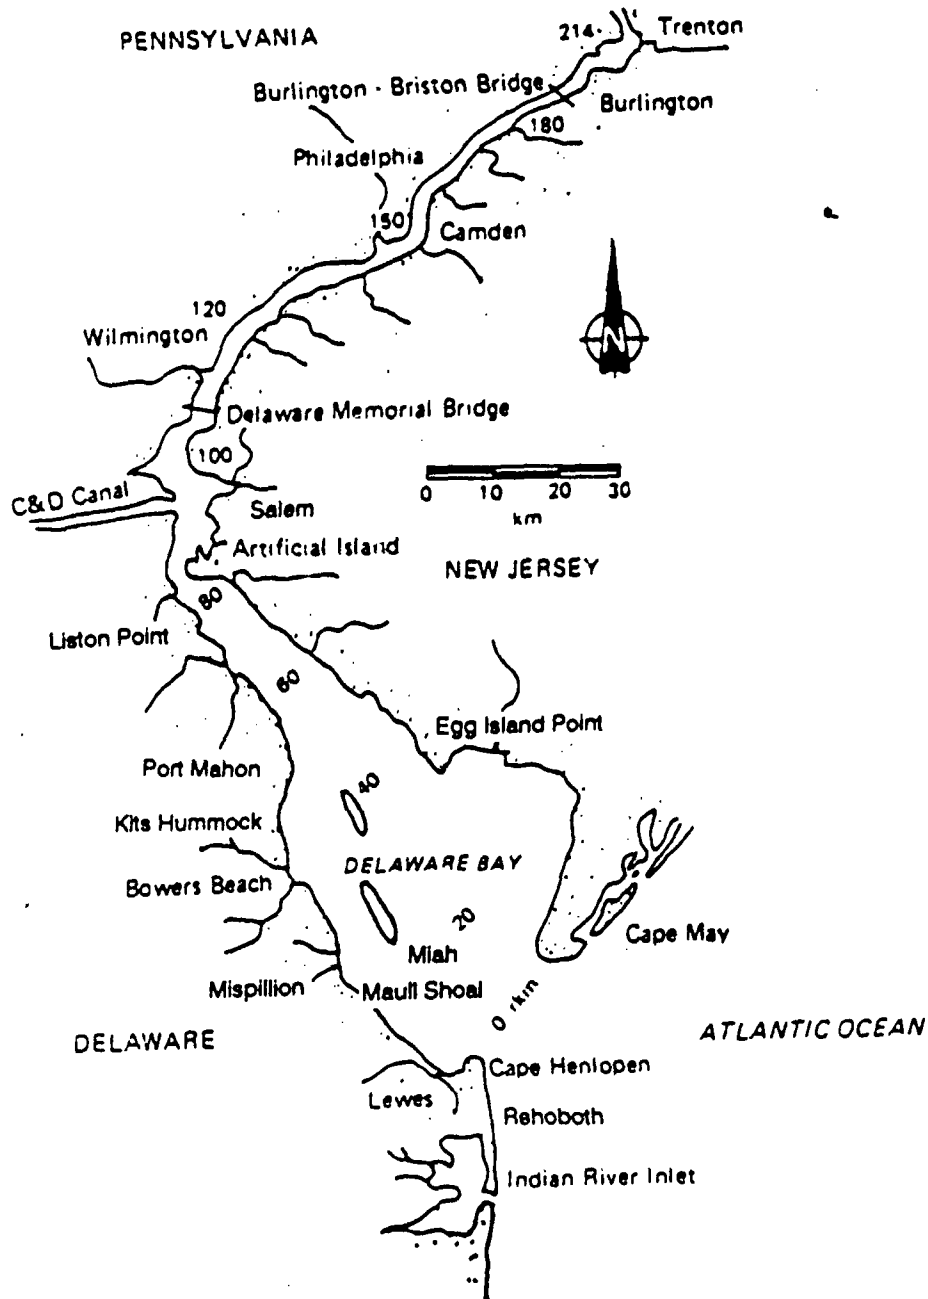 214
Trenton
PENNSYLVANIA
Burlington - Briston Bridge
Burlington
180
Philadelphia
150
Camden
120
Wilmington
N
Delaware Memorial Bridge
100
C&D Canal
0 10 20 30
km
Salem
Artificial Island
NEW JERSEY
80
Liston Point
60
Egg Island Point
Port Mahon
40
Kits Hummock
DELAWARE BAY
Bowers Beach
20
Cape May
Miah
Mispillion
Maull Shoal
0 rkm
DELAWARE
ATLANTIC OCEAN
Cape Henlopen
Lewes
Rehoboth
Indian River Inlet